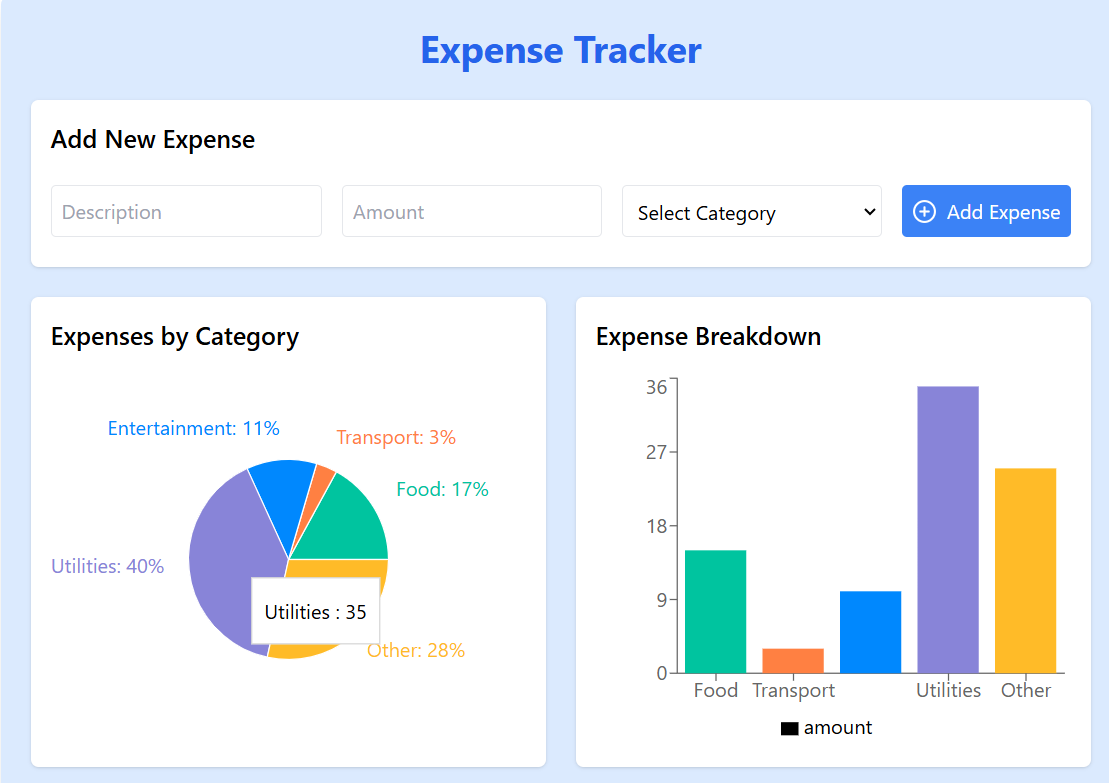 Expense Tracker
Add New Expense
Description
Amount
Select Category
Add Expense
Expenses by Category
Entertainment: 11%
Transport: 3%
Food: 17%
Utilities: 40%
Utilities : 35
Other: 28%
Expense Breakdown
36
27
18
9
0
Food Transport Utilities Other
amount